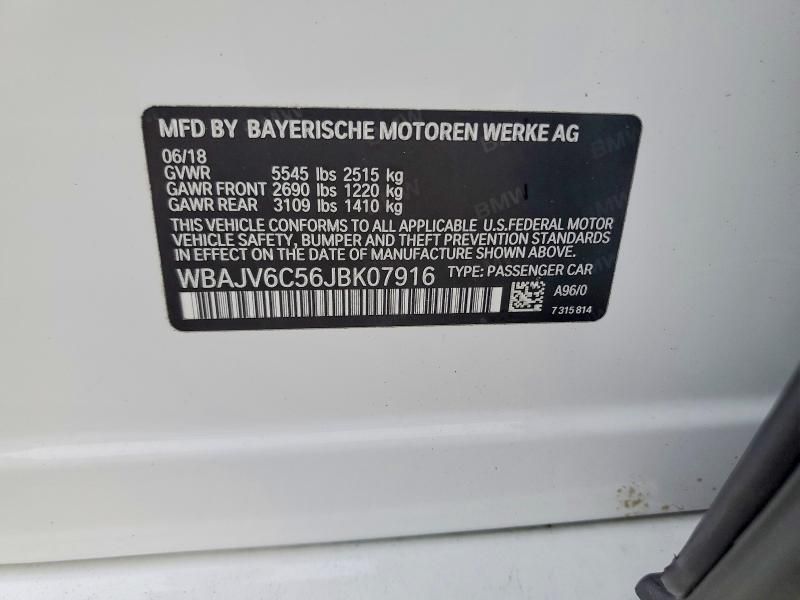 MFD BY BAYERISCHE MOTOREN WERKE AG
06/18
GVWR 5545 lbs 2515 kg
GAWR FRONT 2690 lbs 1220 kg
GAWR REAR 3109 lbs 1410 kg
THIS VEHICLE CONFORMS TO ALL APPLICABLE U.S.FEDERAL MOTOR
VEHICLE SAFETY, BUMPER AND THEFT PREVENTION STANDARDS
IN EFFECT ON THE DATE OF MANUFACTURE SHOWN ABOVE.
WBAJV6C56JBK07916 TYPE: PASSENGER CAR
A96/0
7 315 814